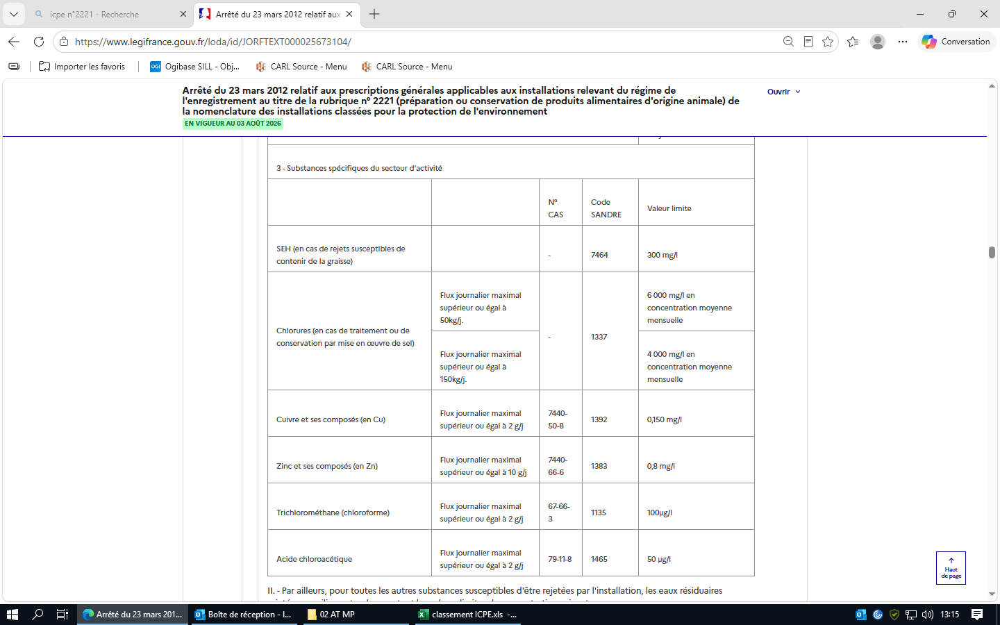 icpe n°2221 - Recherche
Arrêté du 23 mars 2012 relatif aux
https://www.legifrance.gouv.fr/loda/id/JORFTEXT000025673104/
Conversation
Importer les favoris
OGI
Ogibase SILL - Obj...
CARL Source - Menu
CARL Source - Menu
Arrêté du 23 mars 2012 relatif aux prescriptions générales applicables aux installations relevant du régime de
l'enregistrement au titre de la rubrique n° 2221 (préparation ou conservation de produits alimentaires d'origine animale) de
la nomenclature des installations classées pour la protection de l'environnement
Ouvrir
EN VIGUEUR AU 03 AOÛT 2026
3 - Substances spécifiques du secteur d'activité
N°
CAS
Code
SANDRE
Valeur limite
SEH (en cas de rejets susceptibles de
contenir de la graisse)
-
7464
300 mg/l
Chlorures (en cas de traitement ou de
conservation par mise en œuvre de sel)
Flux journalier maximal
supérieur ou égal à
50kg/j.
-
1337
6 000 mg/l en
concentration moyenne
mensuelle
Flux journalier maximal
supérieur ou égal à
150kg/j.
4 000 mg/l en
concentration moyenne
mensuelle
Cuivre et ses composés (en Cu)
Flux journalier maximal
supérieur ou égal à 2 g/j
7440-
50-8
1392
0,150 mg/l
Zinc et ses composés (en Zn)
Flux journalier maximal
supérieur ou égal à 10 g/j
7440-
66-6
1383
0,8 mg/l
Trichlorométhane (chloroforme)
Flux journalier maximal
supérieur ou égal à 2 g/j
67-66-
3
1135
100µg/l
Acide chloroacétique
Flux journalier maximal
supérieur ou égal à 2 g/j
79-11-8
1465
50 µg/l
Haut
de page
II. - Par ailleurs, pour toutes les autres substances susceptibles d'être rejetées par l'installation, les eaux résiduaires
Arrêté du 23 mars 201...
Boîte de réception - I...
02 AT MP
classement ICPE.xls -...
13:15